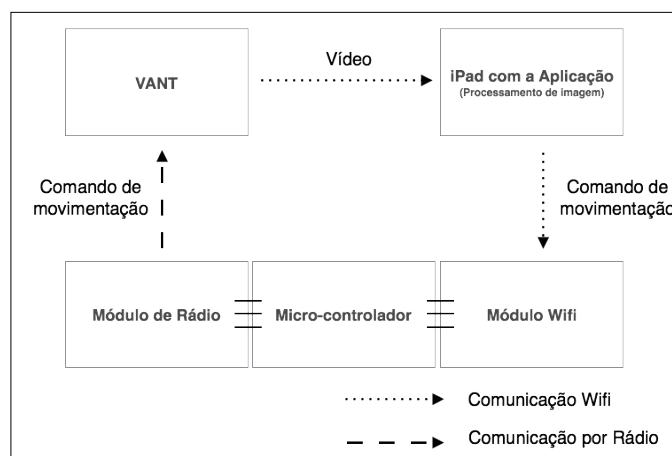 VANT
Vídeo
iPad com a Aplicação
(Processamento de imagem)
Comando de
movimentação
Comando de
movimentação
Módulo de Rádio
Micro-controlador
Módulo Wifi
Comunicação Wifi
Comunicação por Rádio